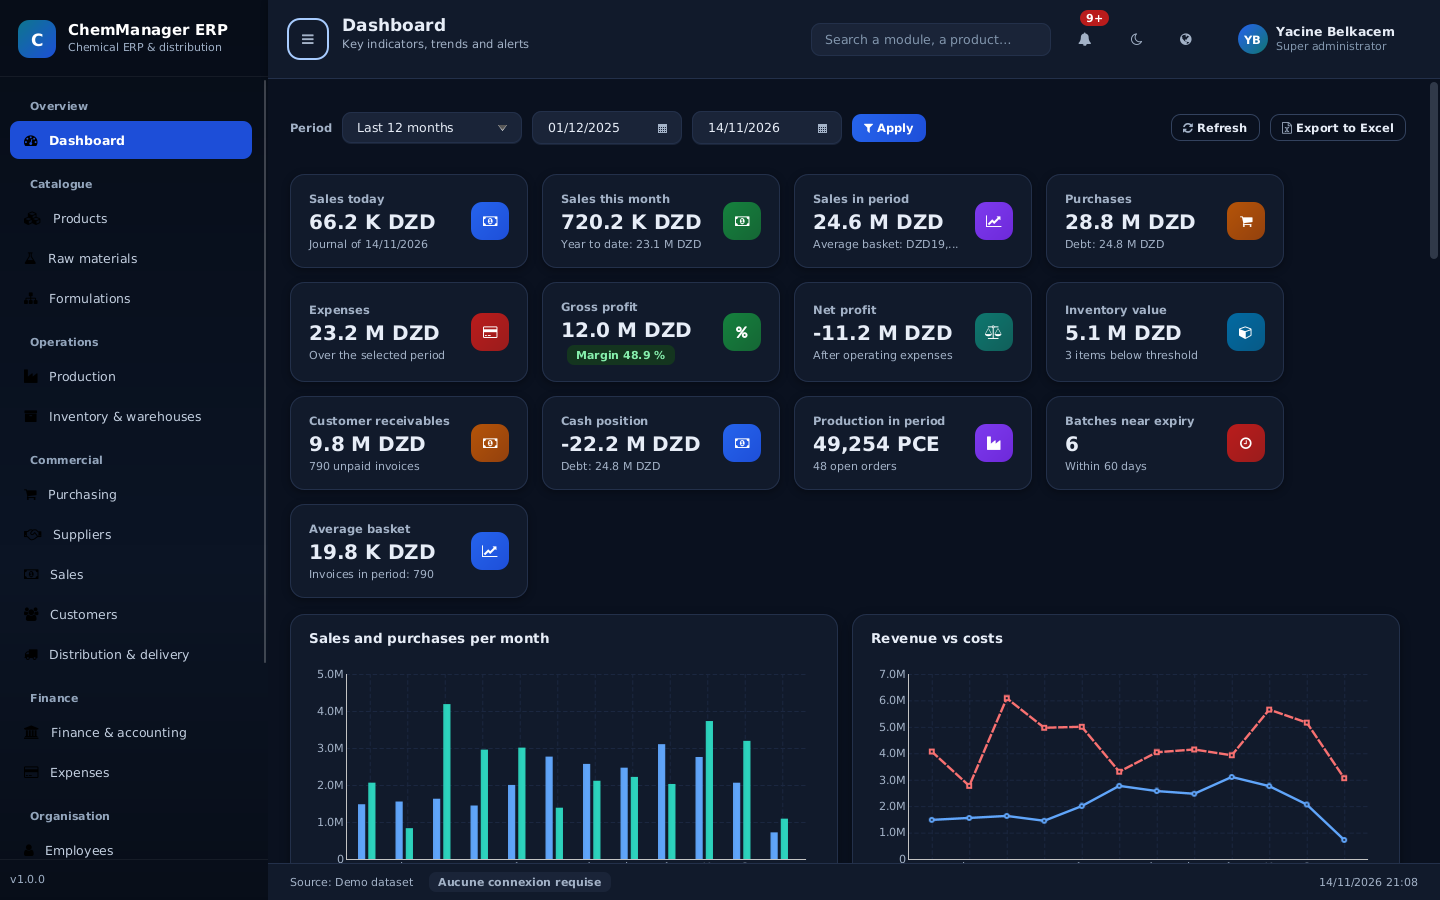 C
ChemManager ERP
Chemical ERP & distribution
Dashboard
Key indicators, trends and alerts
Search a module, a product...
9+
YB
Yacine Belkacem
Super administrator
Overview
Dashboard
Catalogue
Products
Raw materials
Formulations
Operations
Production
Inventory & warehouses
Commercial
Purchasing
Suppliers
Sales
Customers
Distribution & delivery
Finance
Finance & accounting
Expenses
Organisation
Employees
v1.0.0
Period
Last 12 months
01/12/2025
14/11/2026
Apply
Refresh
Export to Excel
Sales today
66.2 K DZD
Journal of 14/11/2026
Sales this month
720.2 K DZD
Year to date: 23.1 M DZD
Sales in period
24.6 M DZD
Average basket: DZD19,...
Purchases
28.8 M DZD
Debt: 24.8 M DZD
Expenses
23.2 M DZD
Over the selected period
Gross profit
12.0 M DZD
Margin 48.9 %
Net profit
-11.2 M DZD
After operating expenses
Inventory value
5.1 M DZD
3 items below threshold
Customer receivables
9.8 M DZD
790 unpaid invoices
Cash position
-22.2 M DZD
Debt: 24.8 M DZD
Production in period
49,254 PCE
48 open orders
Batches near expiry
6
Within 60 days
Average basket
19.8 K DZD
Invoices in period: 790
Sales and purchases per month
5.0M
4.0M
3.0M
2.0M
1.0M
0
Revenue vs costs
7.0M
6.0M
5.0M
4.0M
3.0M
2.0M
1.0M
0
Source: Demo dataset
Aucune connexion requise
14/11/2026 21:08